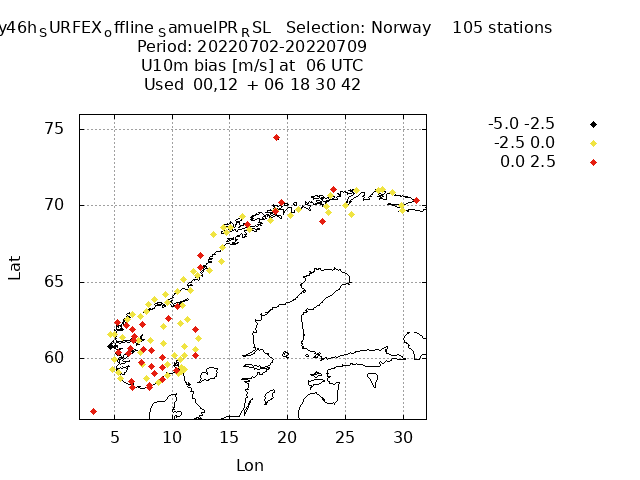 y46hSURFEXoffline SamuelPRRSL Selection: Norway 105 stations
Period: 20220702-20220709
U10m bias [m/s] at 06 UTC
Used 00,12 + 06 18 30 42
-5.0 -2.5
-2.5 0.0
0.0 2.5
75
70
65
60
Lat
5 10 15 20 25 30
Lon